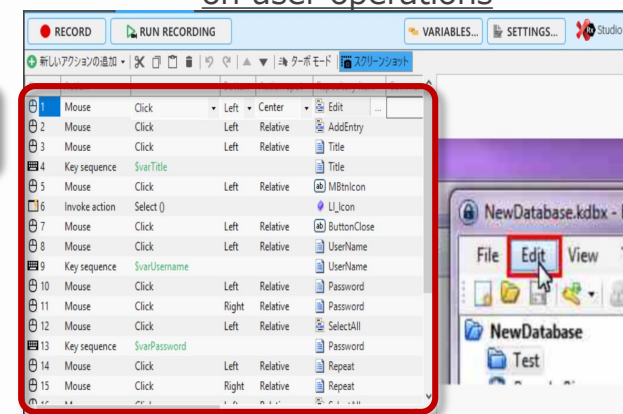 on user operations
RECORD RUN RECORDING VARIABLES... SETTINGS... Studio
新しいアクションの追加 ターボ モード スクリーンショット
1 Mouse Click Left Center Edit ...
2 Mouse Click Left Relative AddEntry
3 Mouse Click Left Relative Title
4 Key sequence $varTitle Title
5 Mouse Click Left Relative MBtnIcon
6 Invoke action Select () LI_Icon
7 Mouse Click Left Relative ButtonClose
8 Mouse Click Left Relative UserName
9 Key sequence $varUsername UserName
10 Mouse Click Left Relative Password
11 Mouse Click Right Relative Password
12 Mouse Click Left Relative SelectAll
13 Key sequence $varPassword Password
14 Mouse Click Left Relative Repeat
15 Mouse Click Right Relative Repeat
NewDatabase.kdbx -
File Edit View
NewDatabase
Test